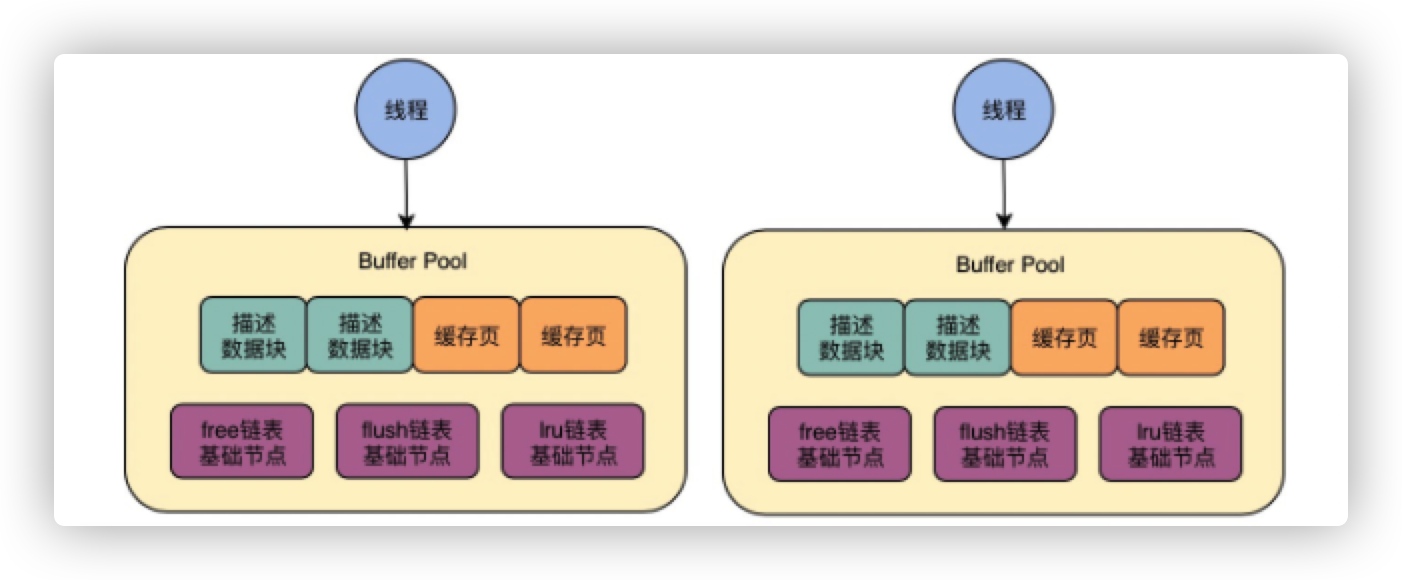 线程
线程
Buffer Pool
描述
数据块
描述
数据块
缓存页
缓存页
free链表
基础节点
flush链表
基础节点
lru链表
基础节点
Buffer Pool
描述
数据块
描述
数据块
缓存页
缓存页
free链表
基础节点
flush链表
基础节点
lru链表
基础节点